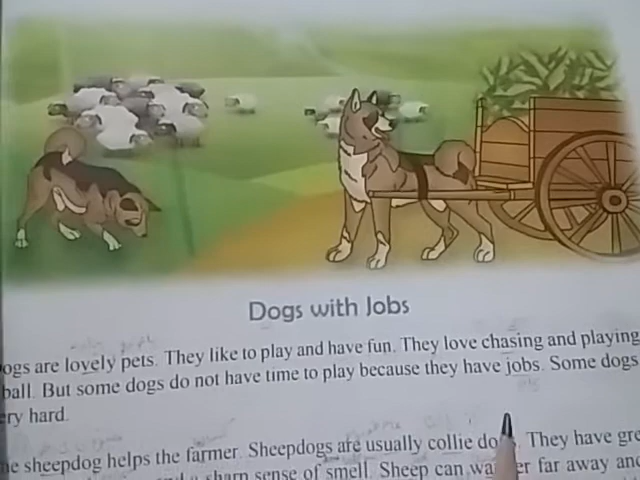 Dogs with Jobs
ogs are lovely pets. They like to play and have fun. They love chasing and playing
ball. But some dogs do not have time to play because they have jobs. Some dogs
ery hard.
he sheepdog helps the farmer. Sheepdogs are usually collie do . They have gre
sharp sense of smell. Sheep can wa er far away and